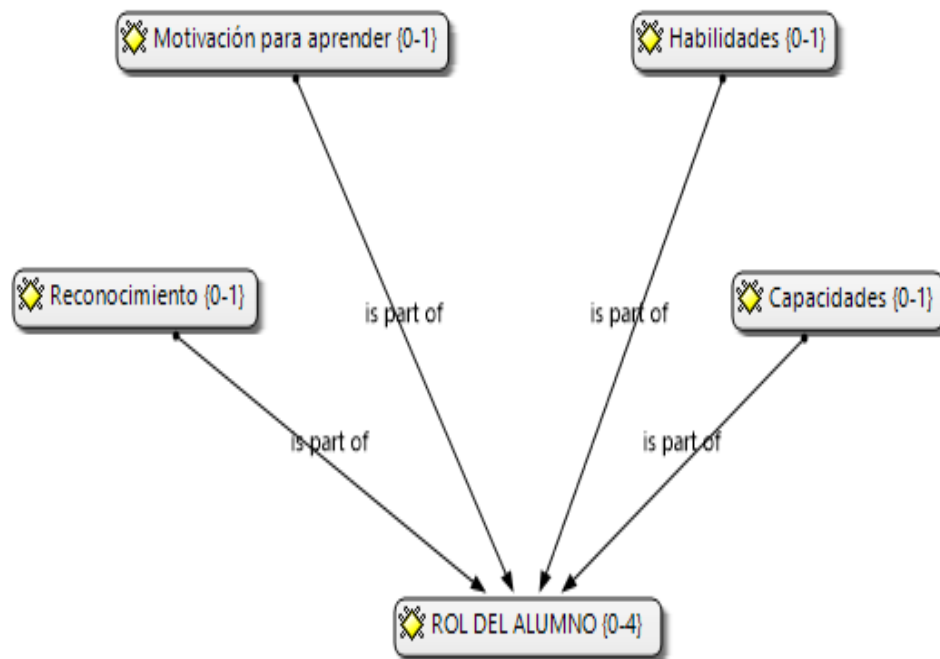 Motivación para aprender {0-1}
Habilidades {0-1}
Reconocimiento {0-1}
Capacidades {0-1}
is part of
is part of
is part of
is part of
ROL DEL ALUMNO {0-4}